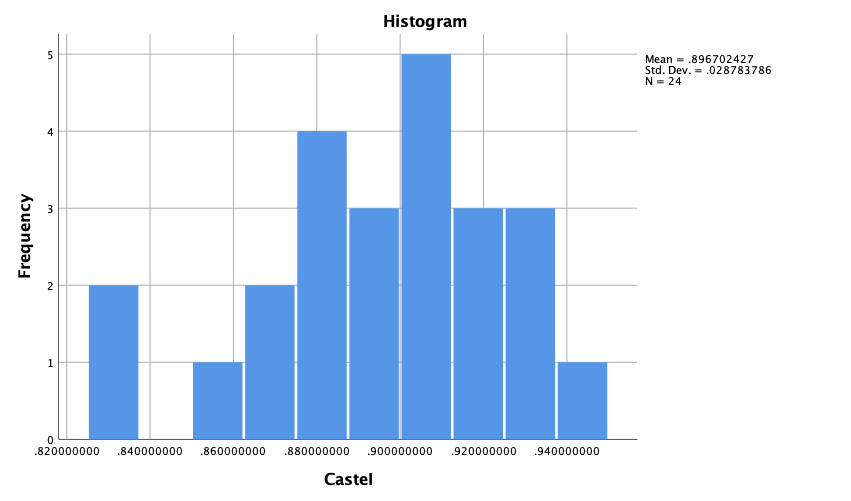 Histogram
5
4
3
2
1
0
Frequency
.820000000 .840000000 .860000000 .880000000 .900000000 .920000000 .940000000
Castel
Mean = .896702427
Std. Dev. = .028783786
N = 24